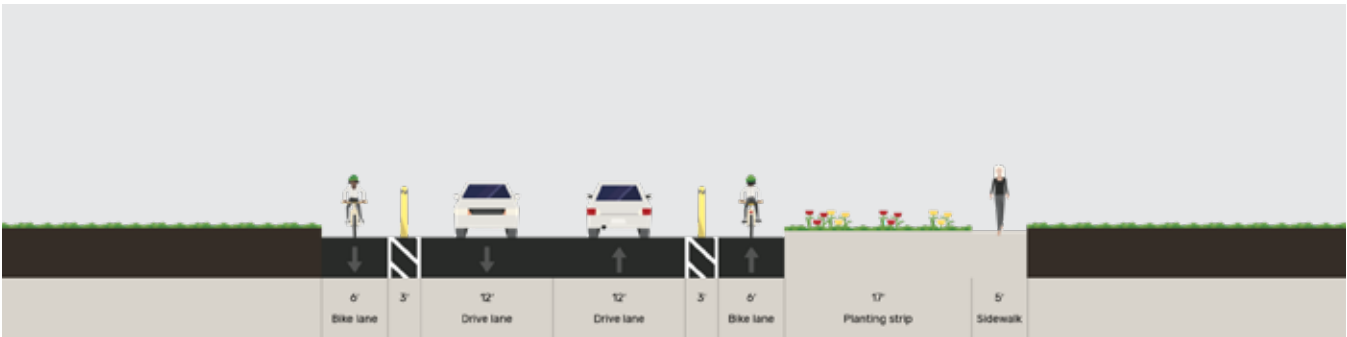 6' 3' 12' 12' 3' 6' 17' 5'
Bike lane Drive lane Drive lane Bike lane Planting strip Sidewalk